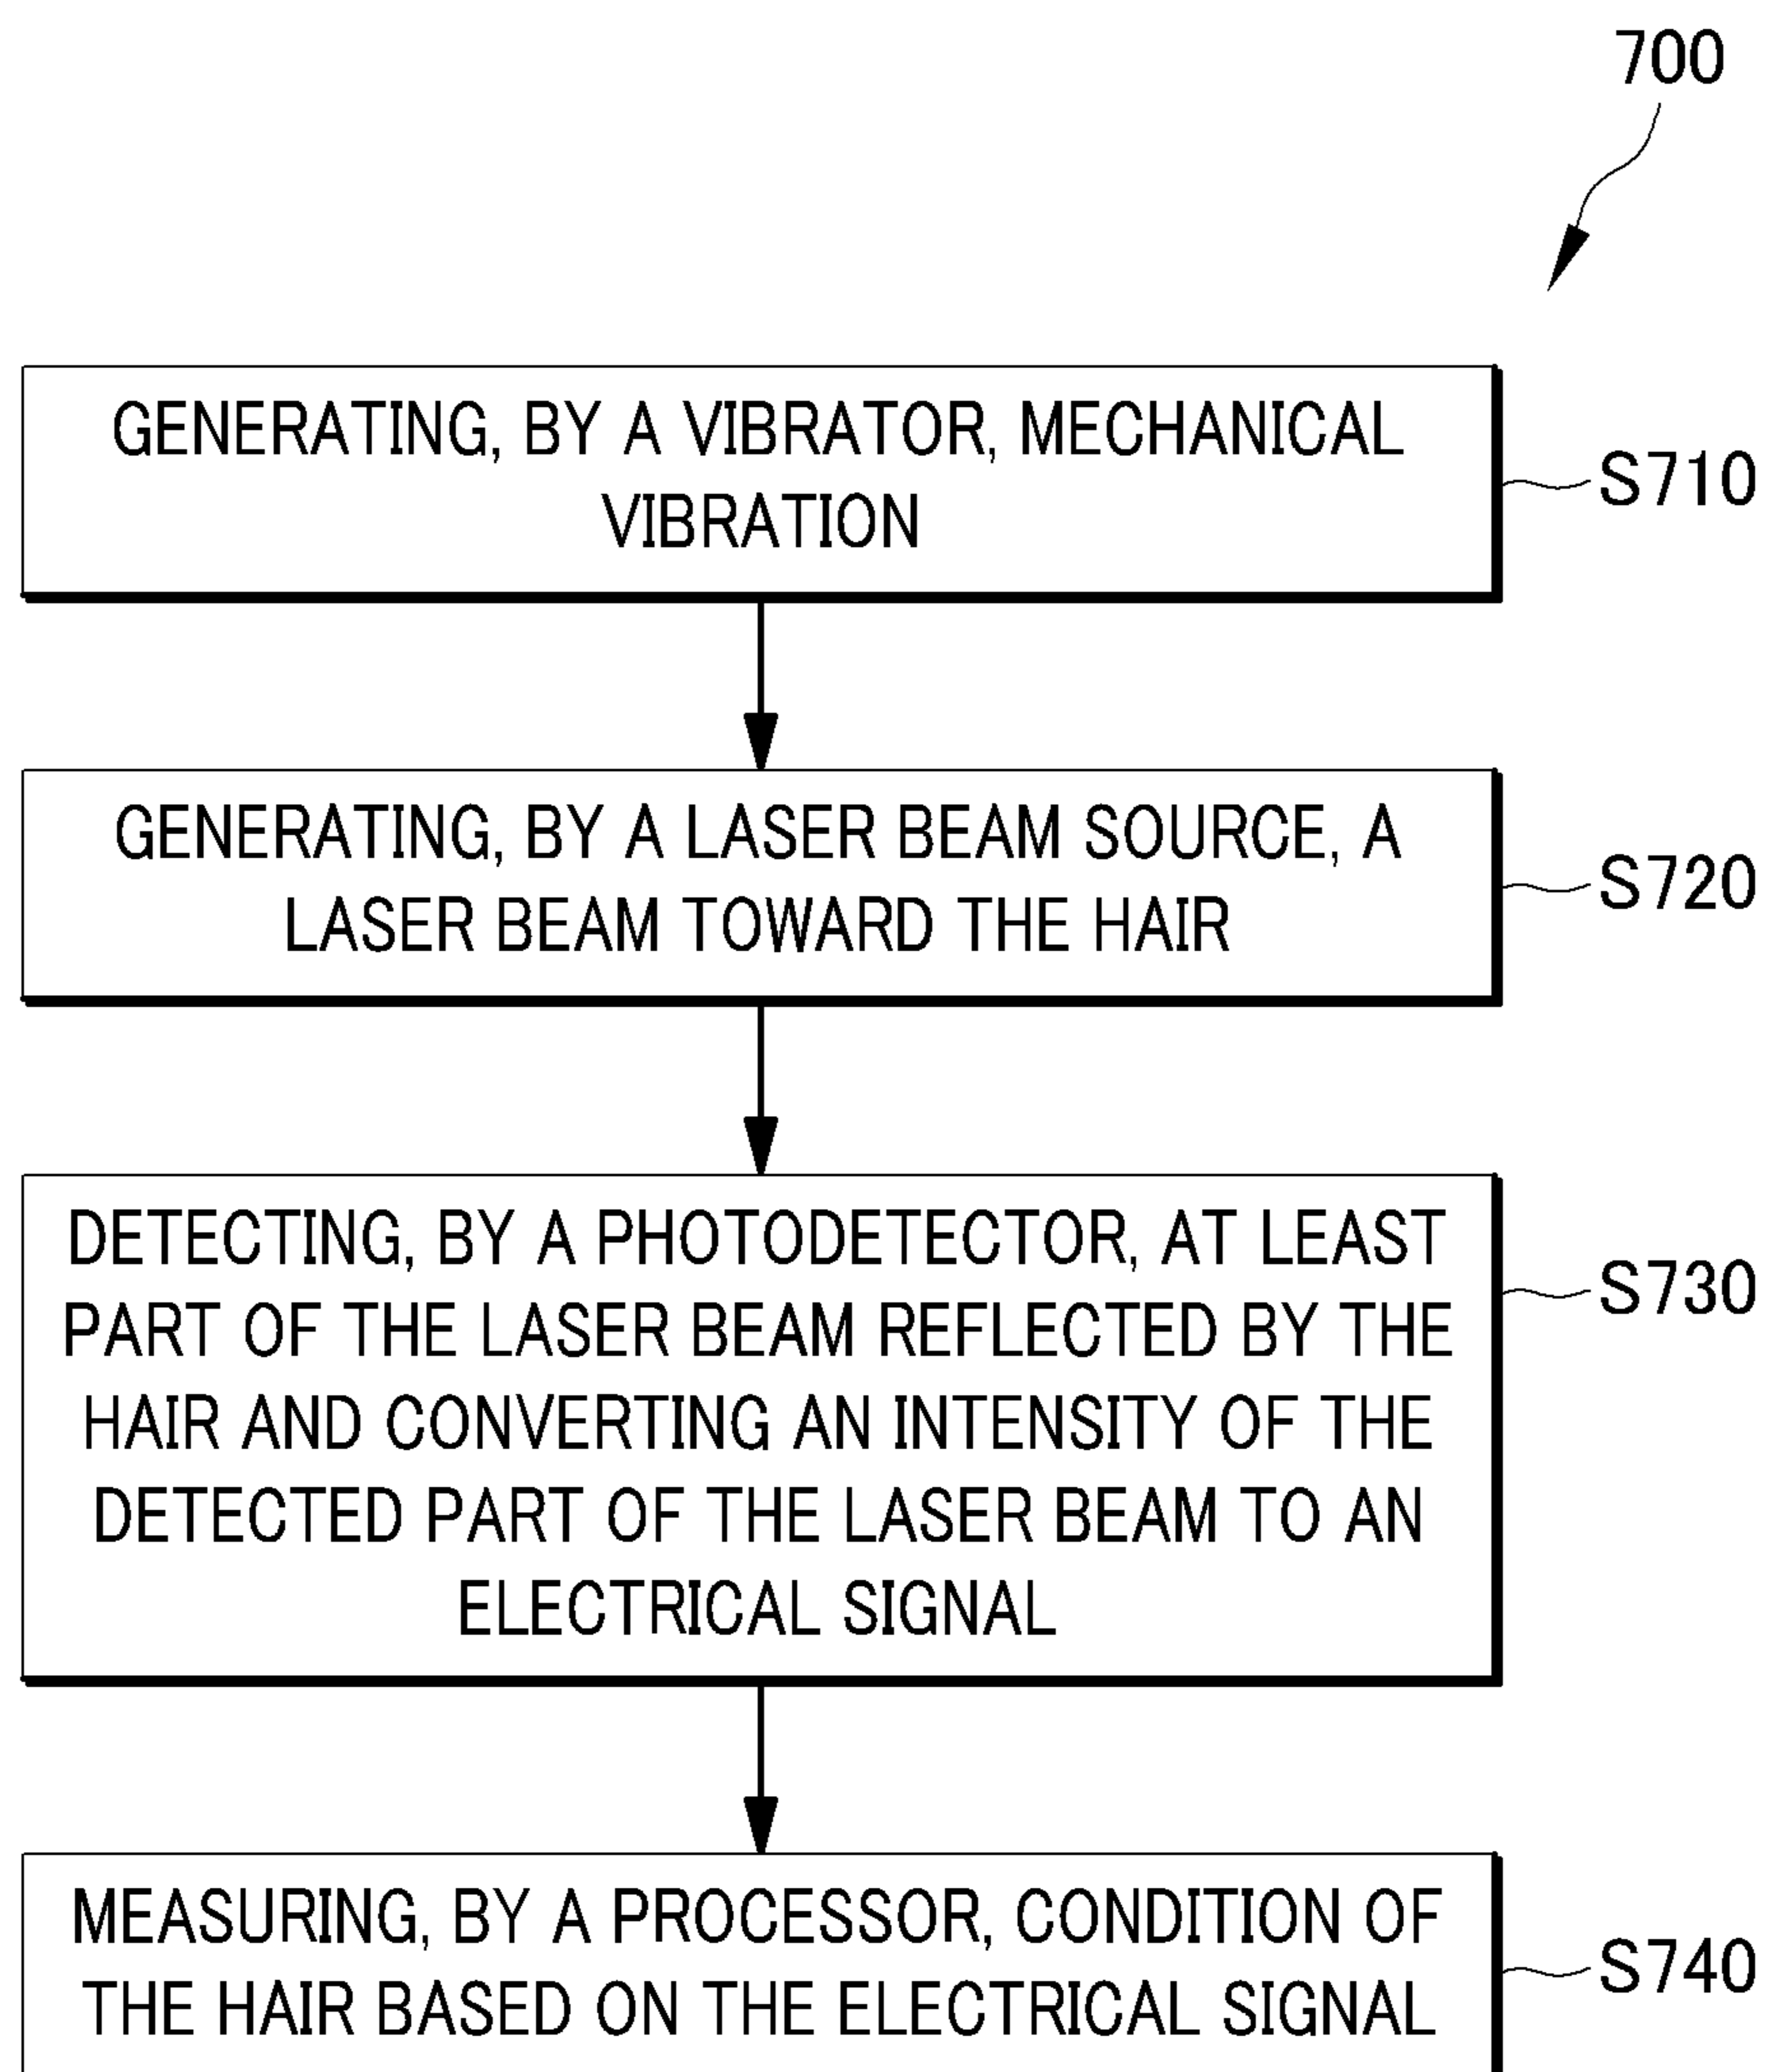 700
GENERATING, BY A VIBRATOR, MECHANICAL
VIBRATION
S710
GENERATING, BY A LASER BEAM SOURCE, A
LASER BEAM TOWARD THE HAIR
S720
DETECTING, BY A PHOTODETECTOR, AT LEAST
PART OF THE LASER BEAM REFLECTED BY THE
HAIR AND CONVERTING AN INTENSITY OF THE
DETECTED PART OF THE LASER BEAM TO AN
ELECTRICAL SIGNAL
S730
MEASURING, BY A PROCESSOR, CONDITION OF
THE HAIR BASED ON THE ELECTRICAL SIGNAL
S740